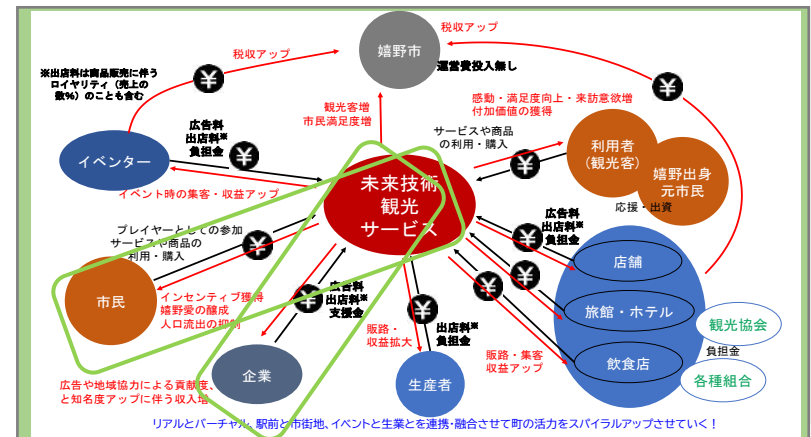 税収アップ
税収アップ
嬉野市
運営費投入無し
※出店料は商品販売に伴う
ロイヤリティ（売上の
数%）のことも含む
¥
¥
観光客増
市民満足度増
感動・満足度向上・来訪意欲増
付加価値の獲得
サービスや商品
の利用・購入
広告料
出店料※
負担金
¥
イベンター
イベント時の集客・収益アップ
¥
利用者
（観光客）
嬉野出身
元市民
応援・出資
未来技術
観光
サービス
プレイヤーとしての参加
サービスや商品の
利用・購入
¥
広告料
出店料※
負担金
¥
店舗
市民
インセンティブ獲得
嬉野愛の醸成
人口流出の抑制
広告料
出店料※
支援金
¥
¥
¥
旅館・ホテル
観光協会
販路・
収益拡大
¥
出店料※
負担金
販路・集客
収益アップ
飲食店
負担金
各種組合
企業
生産者
広告や地域協力による貢献度、
と知名度アップに伴う収入増
リアルとバーチャル、駅前と市街地、イベントと生業とを連携・融合させて町の活力をスパイラルアップさせていく！